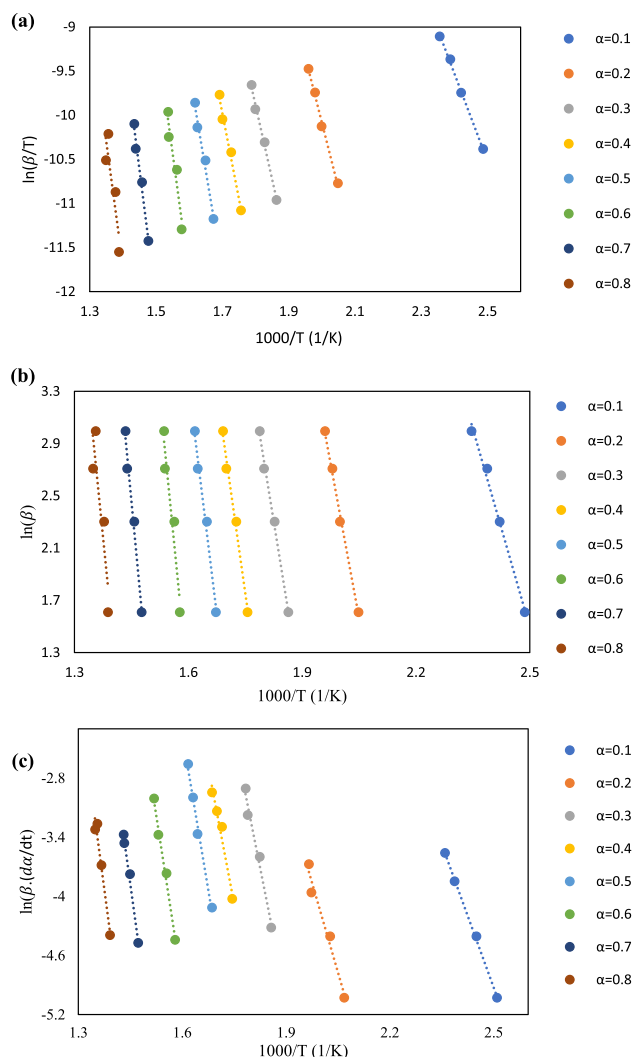 (a)
-9
-9.5
-10
-10.5
-11
-11.5
-12
ln(β/T)
1.3 1.5 1.7 1.9 2.1 2.3 2.5
1000/T (1/K)
α=0.1
α=0.2
α=0.3
α=0.4
α=0.5
α=0.6
α=0.7
α=0.8
(b)
3.3
2.9
2.5
2.1
1.7
1.3
ln(β)
1.3 1.6 1.9 2.2 2.5
1000/T (1/K)
α=0.1
α=0.2
α=0.3
α=0.4
α=0.5
α=0.6
α=0.7
α=0.8
(c)
-2.8
-3.4
-4
-4.6
-5.2
ln(β.(dα/dt)
1.3 1.6 1.9 2.2 2.5
1000/T (1/K)
α=0.1
α=0.2
α=0.3
α=0.4
α=0.5
α=0.6
α=0.7
α=0.8